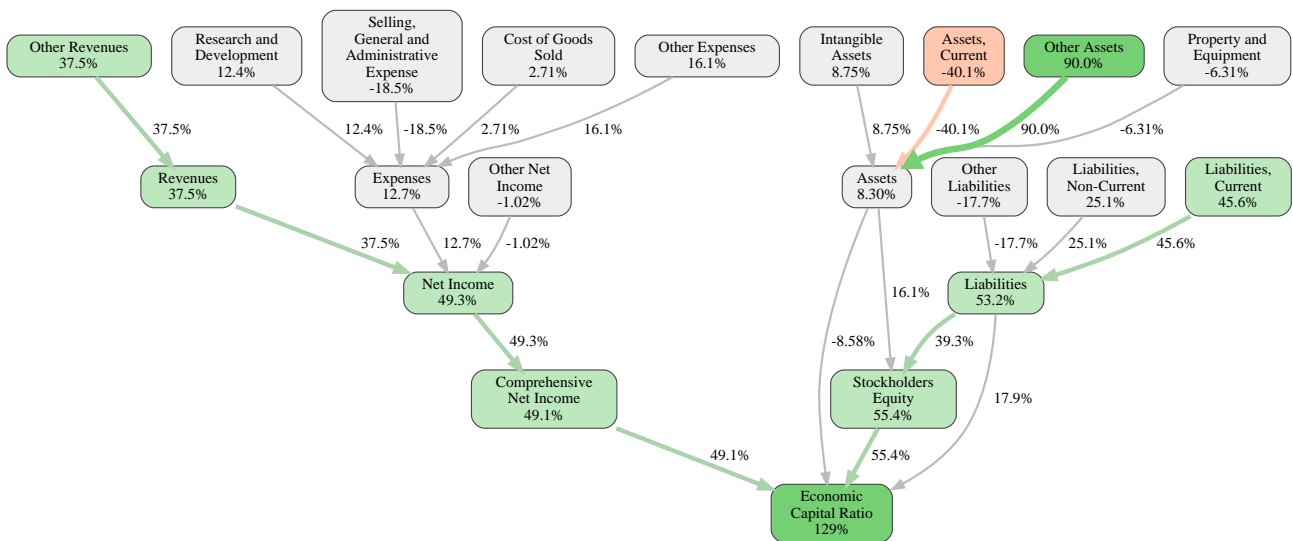 Other Revenues
37.5%
Research and
Development
12.4%
Selling,
General and
Administrative
Expense
-18.5%
Cost of Goods
Sold
2.71%
Other Expenses
16.1%
Intangible
Assets
8.75%
Assets,
Current
-40.1%
Other Assets
90.0%
Property and
Equipment
-6.31%
37.5%
12.4%
-18.5%
2.71%
16.1%
8.75%
-40.1%
90.0%
-6.31%
Revenues
37.5%
Expenses
12.7%
Other Net
Income
-1.02%
Assets
8.30%
Other
Liabilities
-17.7%
Liabilities,
Non-Current
25.1%
Liabilities,
Current
45.6%
37.5%
12.7%
-1.02%
-17.7%
25.1%
45.6%
Net Income
49.3%
16.1%
Liabilities
53.2%
49.3%
-8.58%
39.3%
Comprehensive
Net Income
49.1%
Stockholders
Equity
55.4%
17.9%
49.1%
55.4%
Economic
Capital Ratio
129%